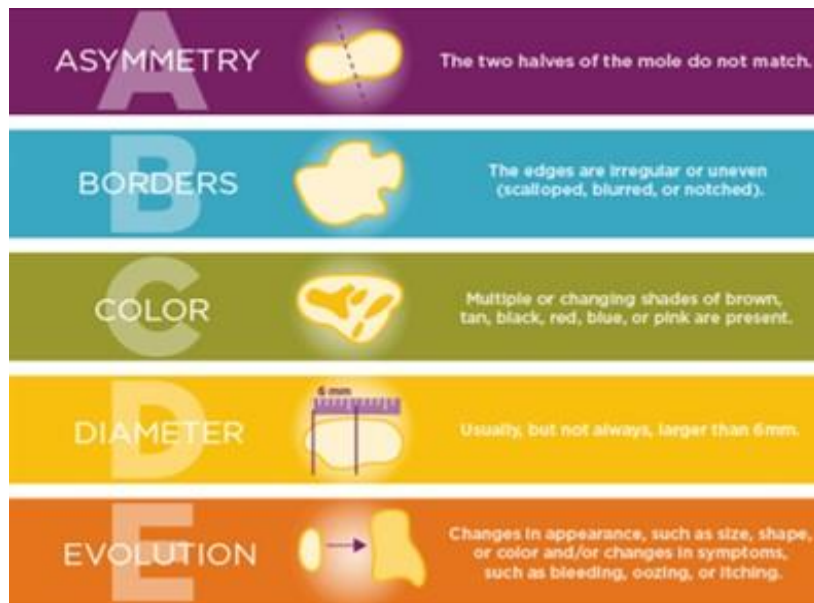 A
ASYMMETRY
The two halves of the mole do not match.
B
BORDERS
The edges are irregular or uneven
(scalloped, blurred, or notched).
C
COLOR
Multiple or changing shades of brown,
tan, black, red, blue, or pink are present.
D
DIAMETER
6 mm
Usually, but not always, larger than 6mm.
E
EVOLUTION
Changes in appearance, such as size, shape,
or color and/or changes in symptoms,
such as bleeding, oozing, or itching.